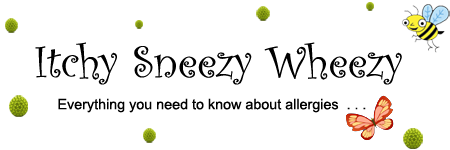 Itchy Sneezy Wheezy
Everything you need to know about allergies . . .